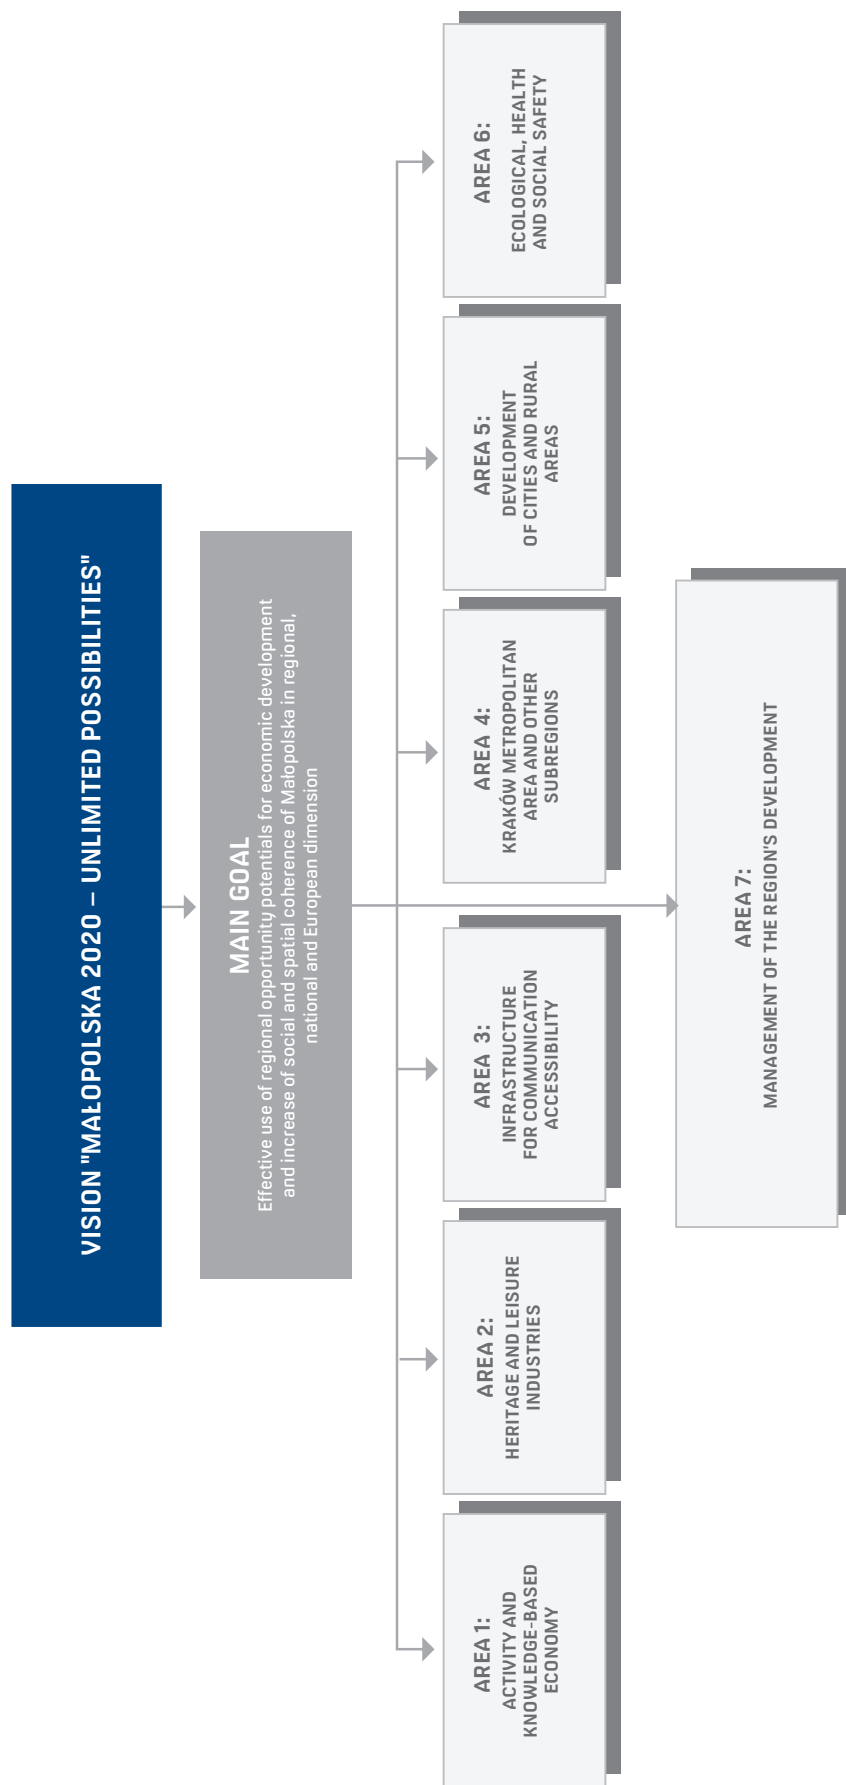 VISION "MAŁOPOLSKA 2020 – UNLIMITED POSSIBILITIES"
MAIN GOAL
Effective use of regional opportunity potentials for economic development
and increase of social and spatial coherence of Małopolska in regional,
national and European dimension
AREA 1:
ACTIVITY AND
KNOWLEDGE-BASED
ECONOMY
AREA 2:
HERITAGE AND LEISURE
INDUSTRIES
AREA 3:
INFRASTRUCTURE
FOR COMMUNICATION
ACCESSIBILITY
AREA 4:
KRAKÓW METROPOLITAN
AREA AND OTHER
SUBREGIONS
AREA 5:
DEVELOPMENT
OF CITIES AND RURAL
AREAS
AREA 6:
ECOLOGICAL, HEALTH
AND SOCIAL SAFETY
AREA 7:
MANAGEMENT OF THE REGION'S DEVELOPMENT